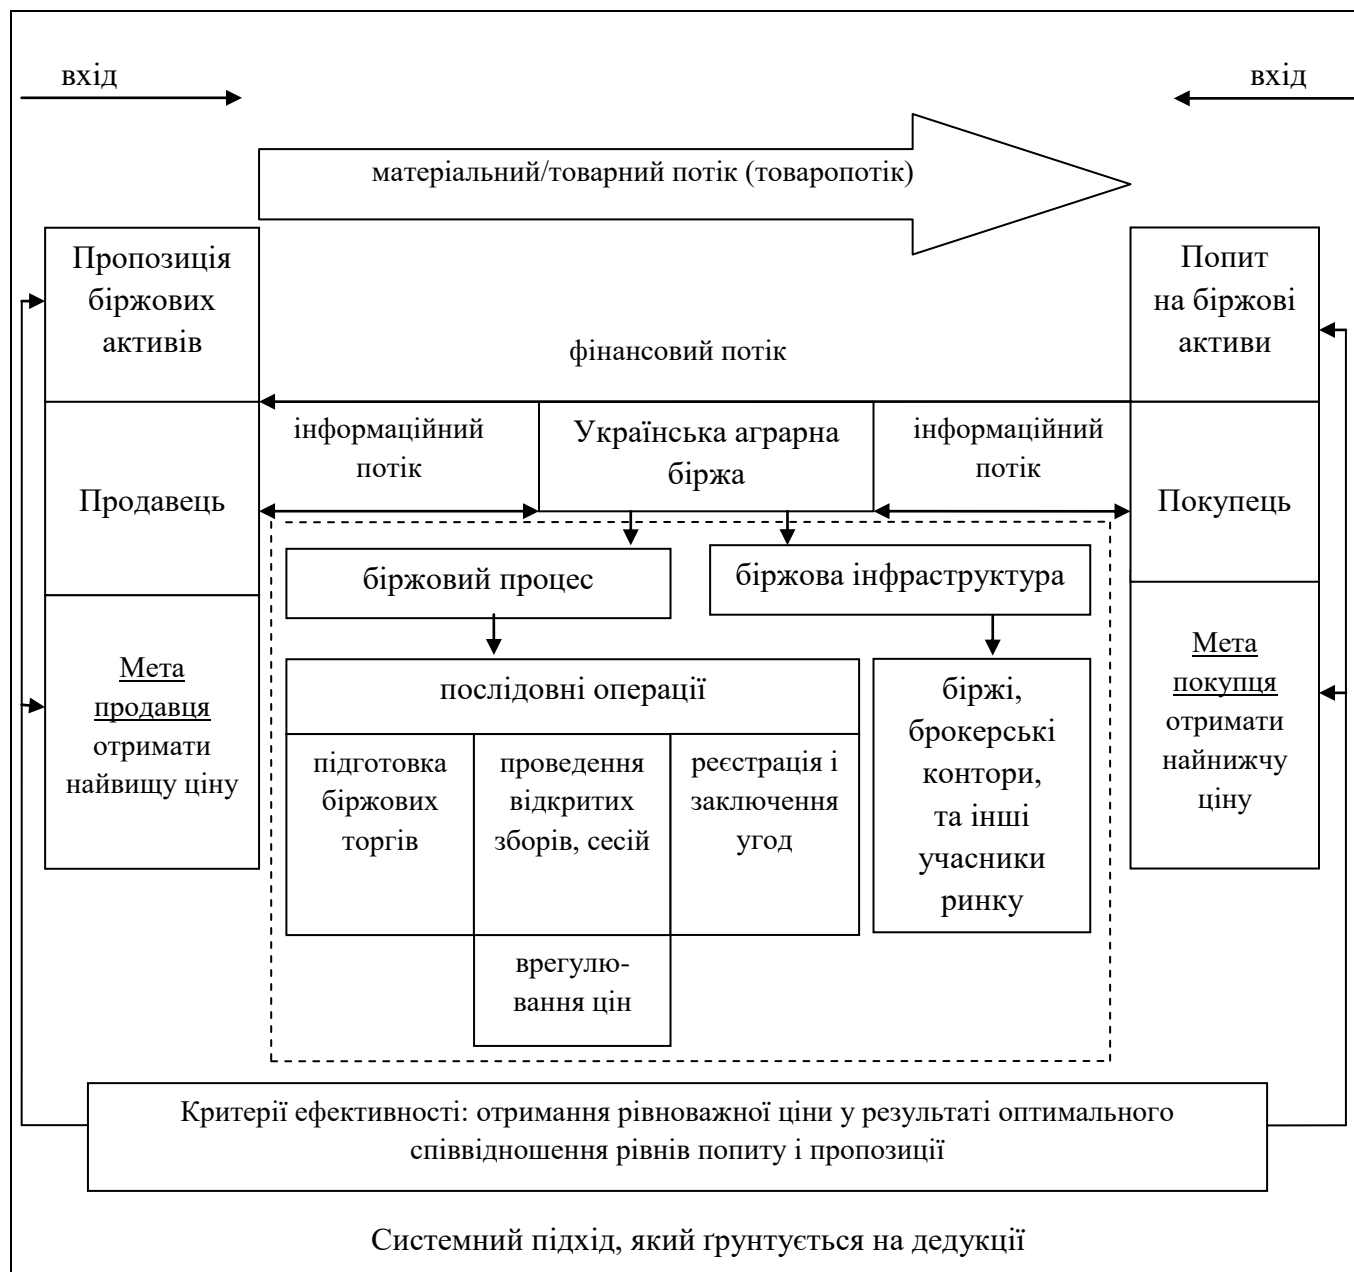 вхід
вхід
матеріальний/товарний потік (товаропотік)
Пропозиція
біржових
активів
Попит
на біржові
активи
фінансовий потік
інформаційний
потік
Українська аграрна
біржа
інформаційний
потік
Продавець
Покупець
біржовий процес
біржова інфраструктура
Мета
продавця
отримати
найвищу ціну
послідовні операції
підготовка
біржових
торгів
проведення
відкритих
зборів, сесій
реєстрація і
заключення
угод
врегулю-
вання цін
біржі,
брокерські
контори,
та інші
учасники
ринку
Мета
покупця
отримати
найнижчу
ціну
Критерії ефективності: отримання рівноважної ціни у результаті оптимального
співвідношення рівнів попиту і пропозиції
Системний підхід, який ґрунтується на дедукції